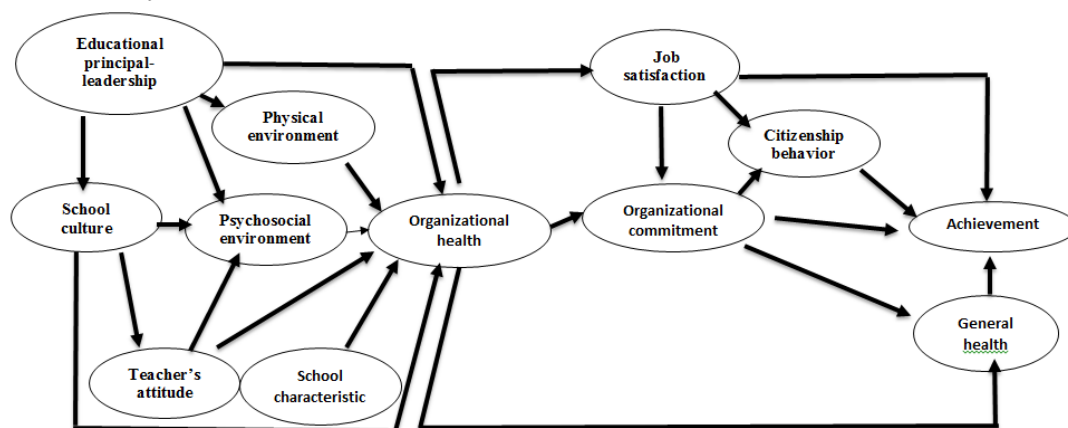 Educational
principal-
leadership
Job
satisfaction
Physical
environment
Citizenship
behavior
School
culture
Psychosocial
environment
Organizational
health
Organizational
commitment
Achievement
General
health
Teacher's
attitude
School
characteristic